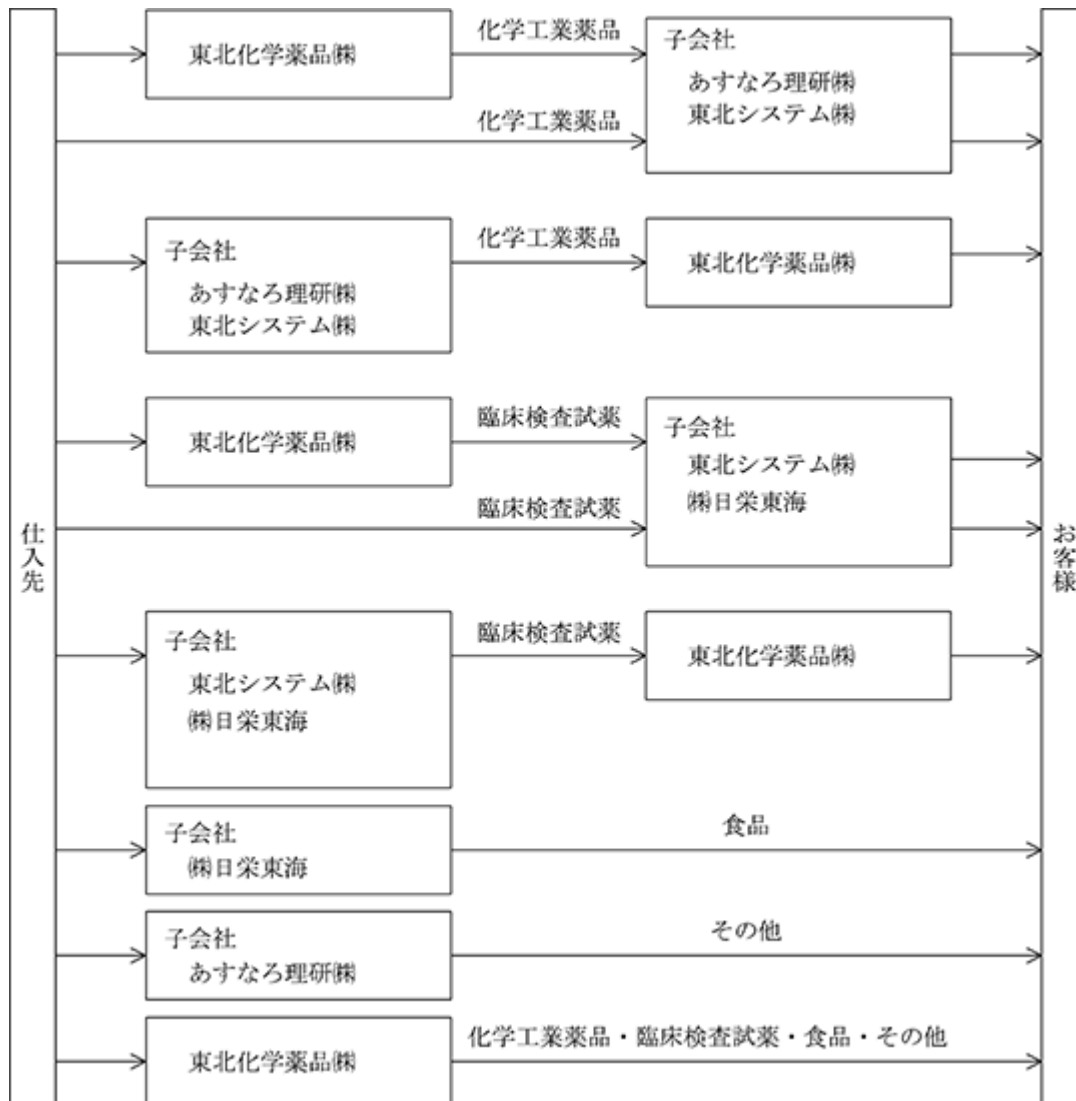 仕入先
東北化学薬品㈱
化学工業薬品
化学工業薬品
子会社
あすなろ理研㈱
東北システム㈱
子会社
あすなろ理研㈱
東北システム㈱
化学工業薬品
東北化学薬品㈱
東北化学薬品㈱
臨床検査試薬
臨床検査試薬
子会社
東北システム㈱
㈱日栄東海
子会社
東北システム㈱
㈱日栄東海
臨床検査試薬
東北化学薬品㈱
子会社
㈱日栄東海
食品
子会社
あすなろ理研㈱
その他
東北化学薬品㈱
化学工業薬品・臨床検査試薬・食品・その他
お客様